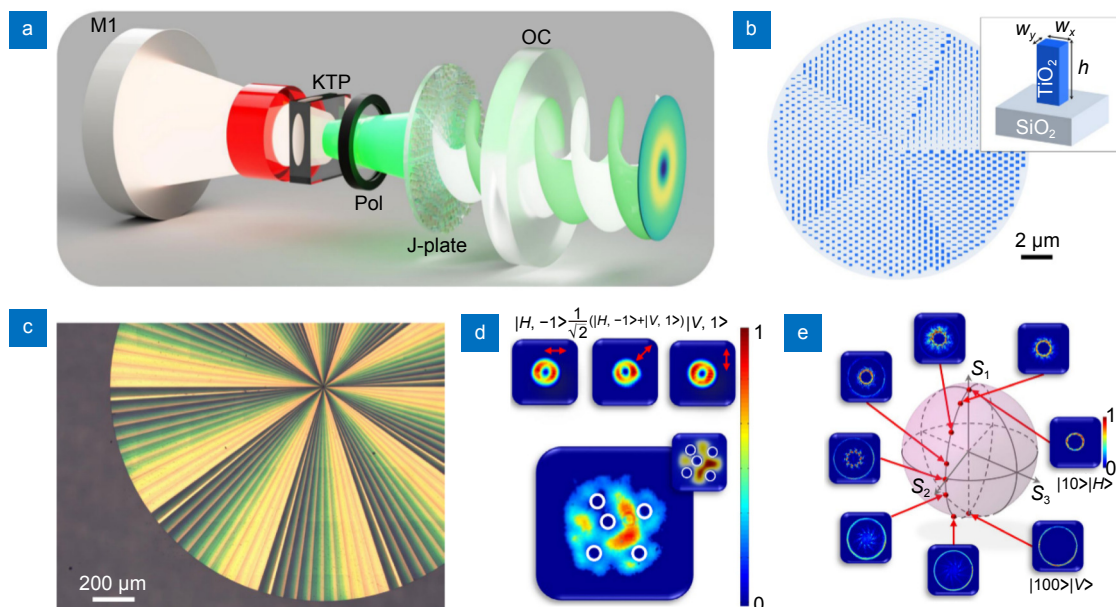 a
M1
KTP
Pol
J-plate
OC
b
w_y
w_x
h
TiO₂
SiO₂
2 μm
c
200 μm
d
|H, −1> 1/√2 (|H, −1>+|V, 1>) |V, 1>
1
0
e
S₁
S₂
S₃
1
0
|10>|H>
|100>|V>